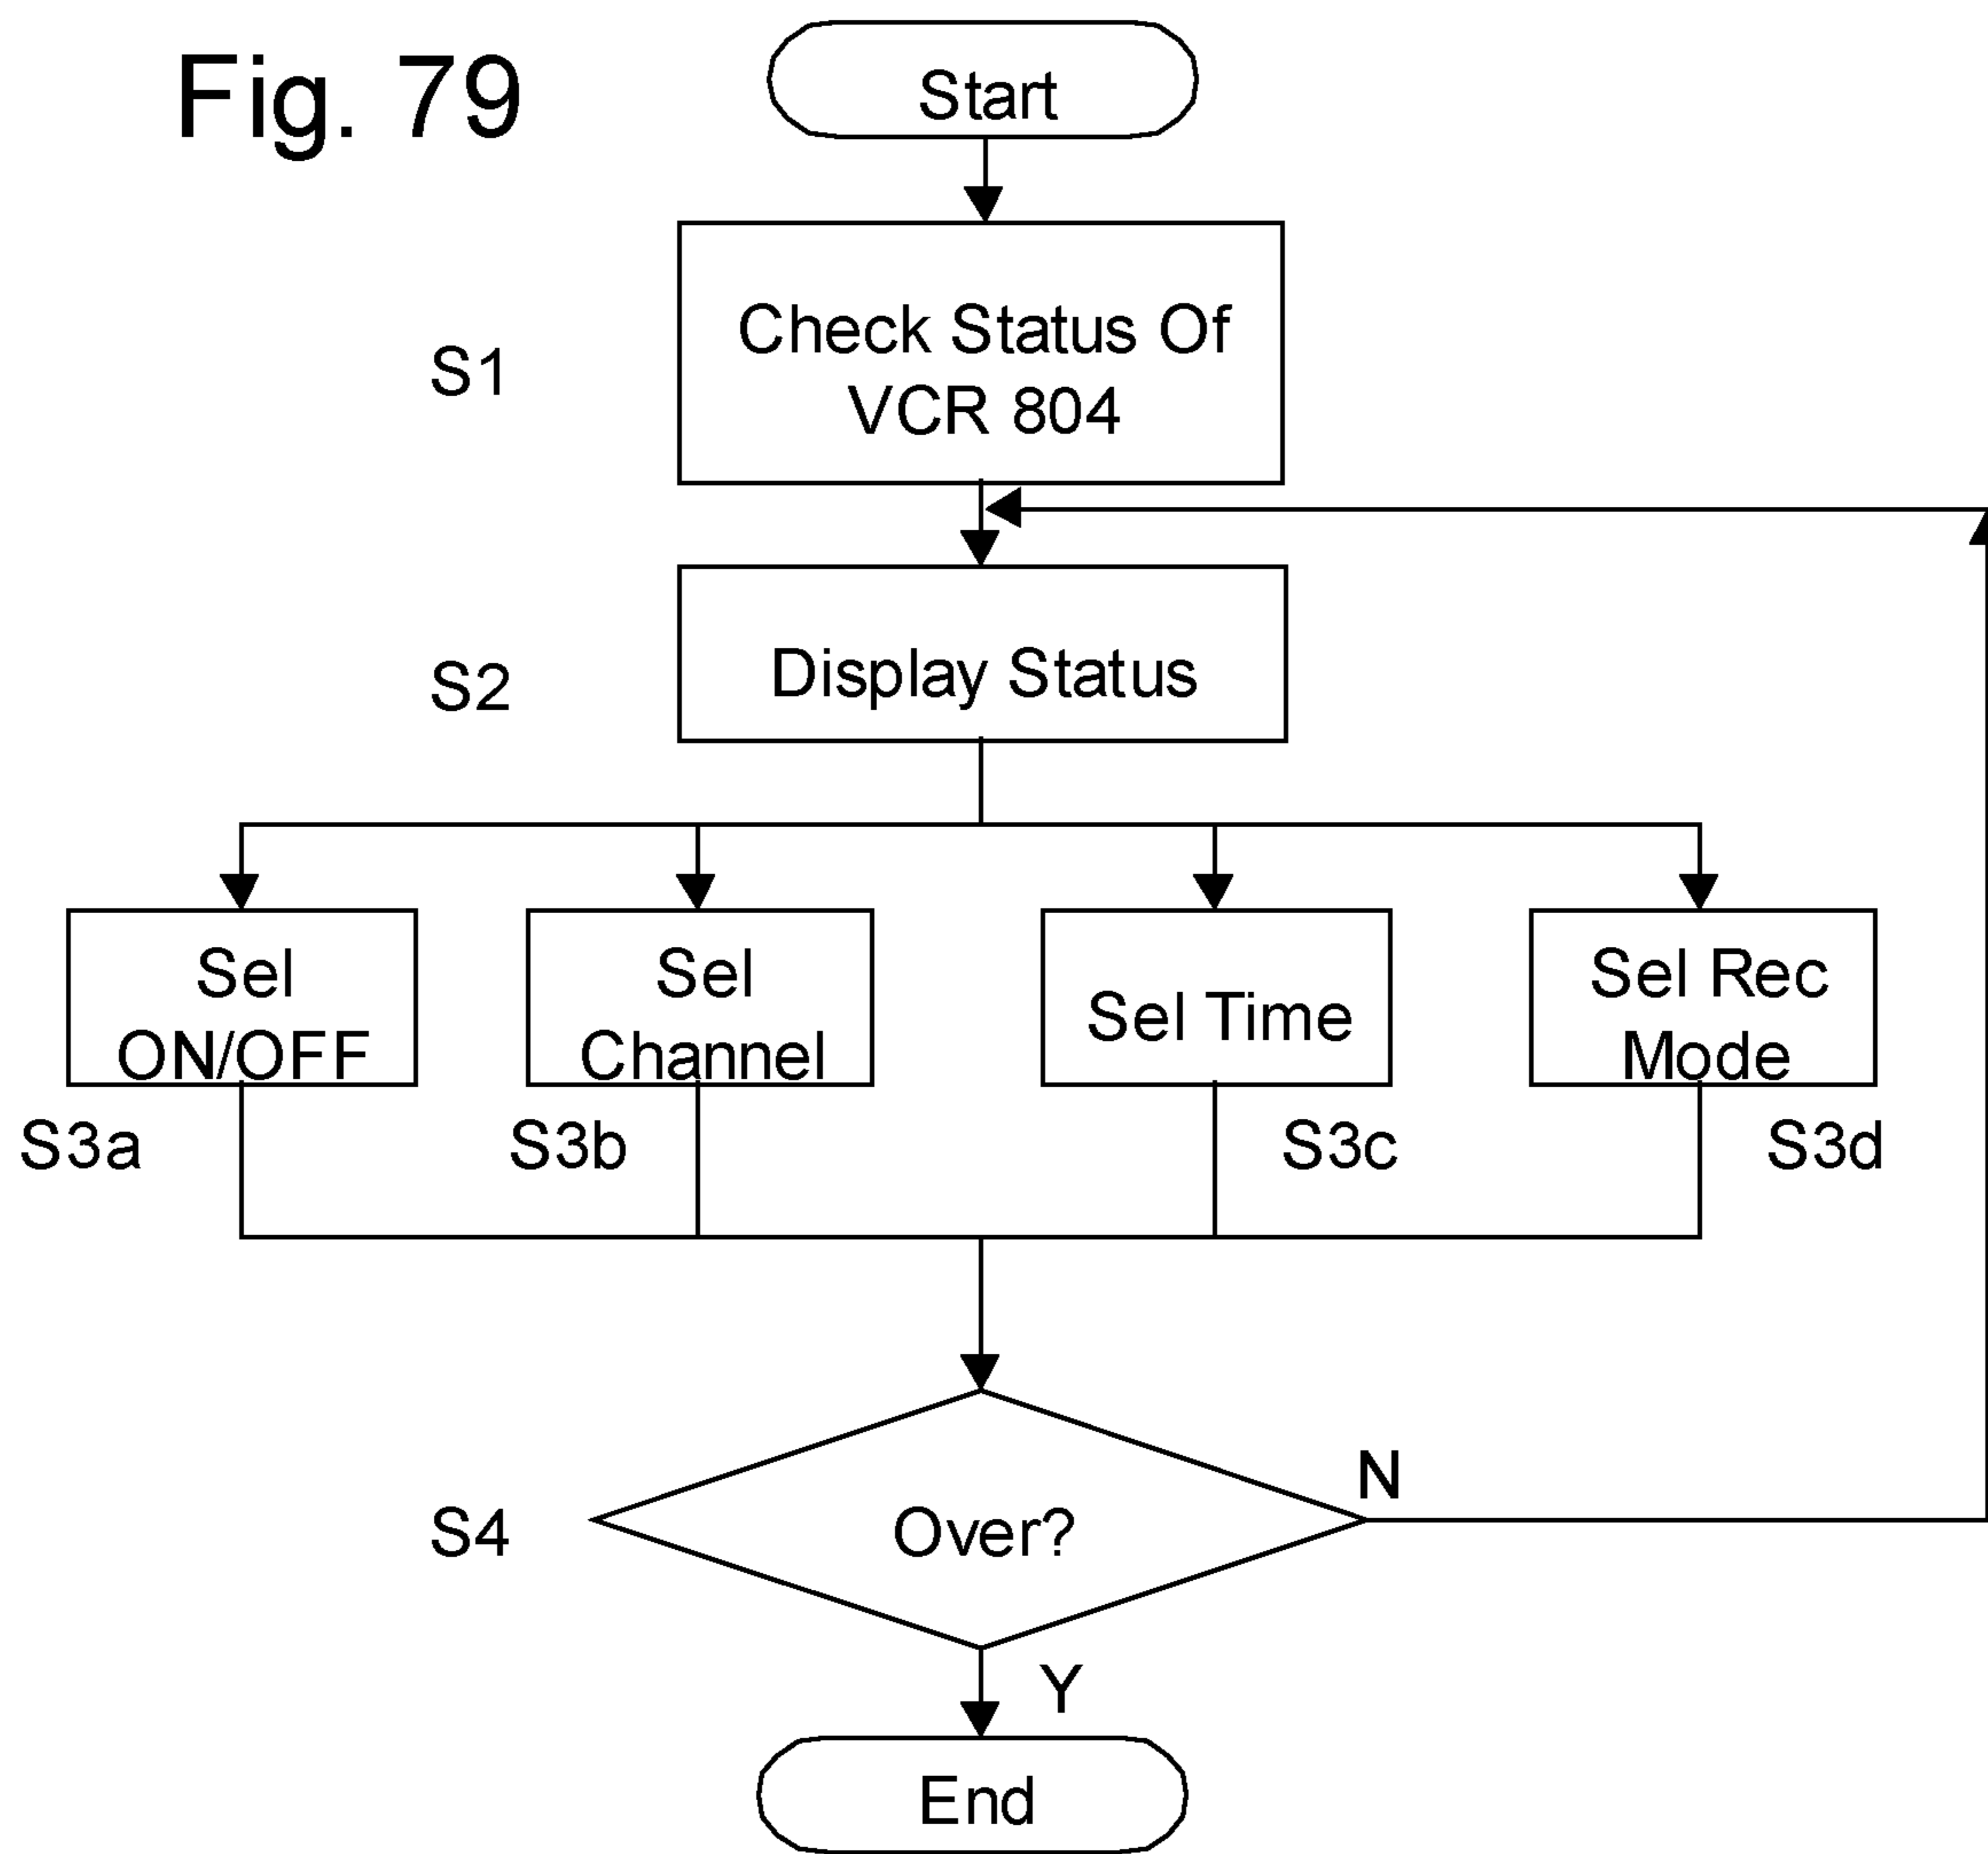 Fig. 79
Start
S1
Check Status Of
VCR 804
S2
Display Status
Sel
ON/OFF
Sel
Channel
Sel Time
Sel Rec
Mode
S3a
S3b
S3c
S3d
S4
Over?
N
Y
End